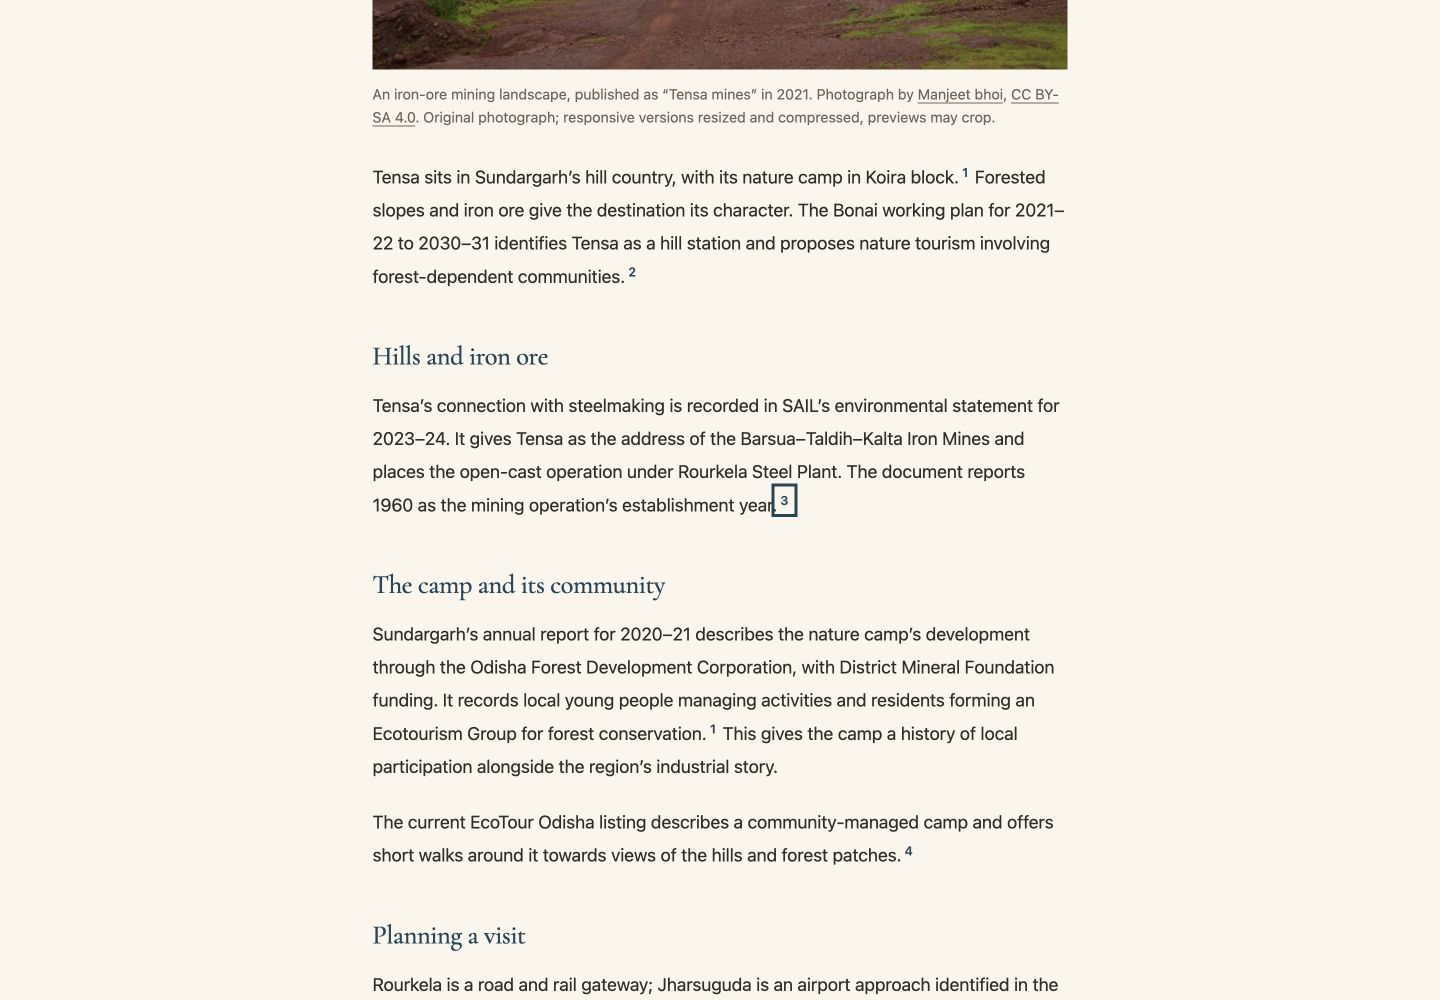 An iron-ore mining landscape, published as “Tensa mines” in 2021. Photograph by Manjeet bhoi, CC BY-
SA 4.0. Original photograph; responsive versions resized and compressed, previews may crop.
Tensa sits in Sundargarh’s hill country, with its nature camp in Koira block. 1 Forested
slopes and iron ore give the destination its character. The Bonai working plan for 2021–
22 to 2030–31 identifies Tensa as a hill station and proposes nature tourism involving
forest-dependent communities. 2
Hills and iron ore
Tensa’s connection with steelmaking is recorded in SAIL’s environmental statement for
2023–24. It gives Tensa as the address of the Barsua–Taldih–Kalta Iron Mines and
places the open-cast operation under Rourkela Steel Plant. The document reports
1960 as the mining operation’s establishment year. 3
The camp and its community
Sundargarh’s annual report for 2020–21 describes the nature camp’s development
through the Odisha Forest Development Corporation, with District Mineral Foundation
funding. It records local young people managing activities and residents forming an
Ecotourism Group for forest conservation. 1 This gives the camp a history of local
participation alongside the region’s industrial story.
The current EcoTour Odisha listing describes a community-managed camp and offers
short walks around it towards views of the hills and forest patches. 4
Planning a visit
Rourkela is a road and rail gateway; Jharsuguda is an airport approach identified in the